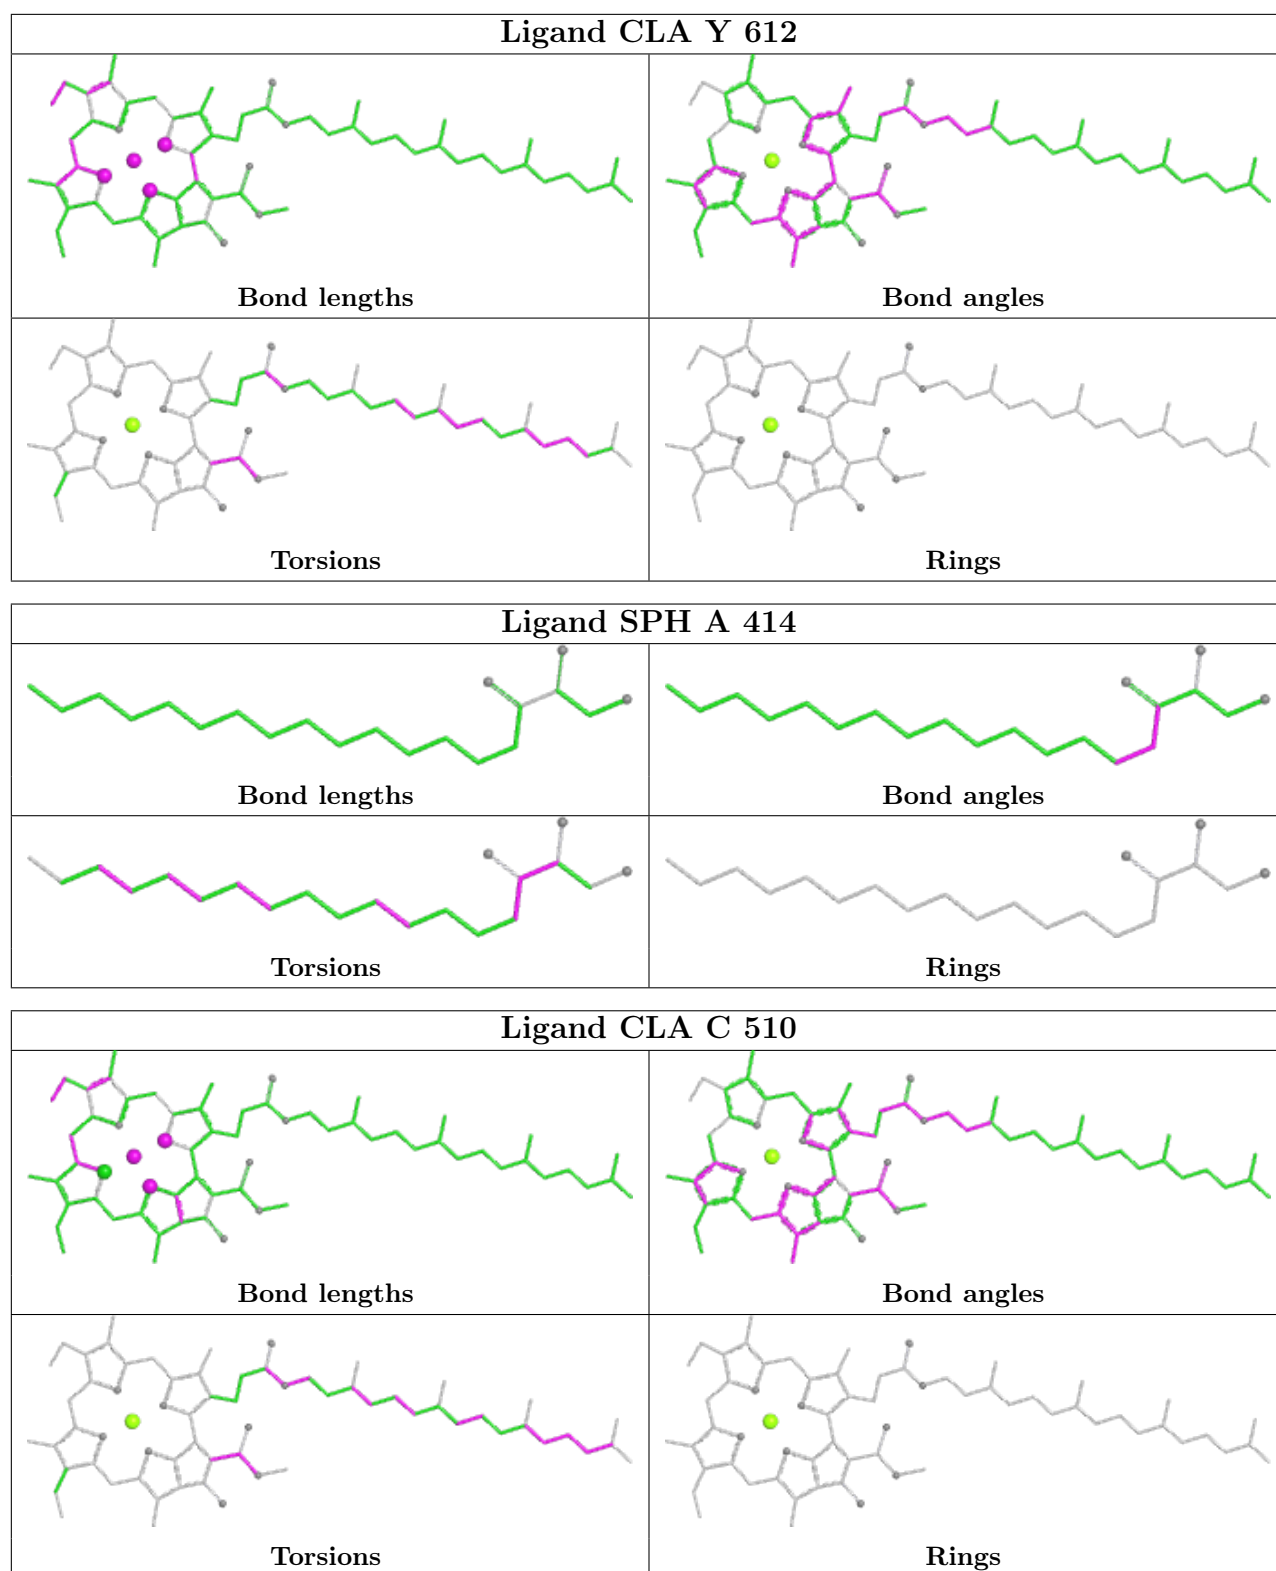 Ligand CLA Y 612
Bond lengths
Bond angles
Torsions
Rings
Ligand SPH A 414
Bond lengths
Bond angles
Torsions
Rings
Ligand CLA C 510
Bond lengths
Bond angles
Torsions
Rings